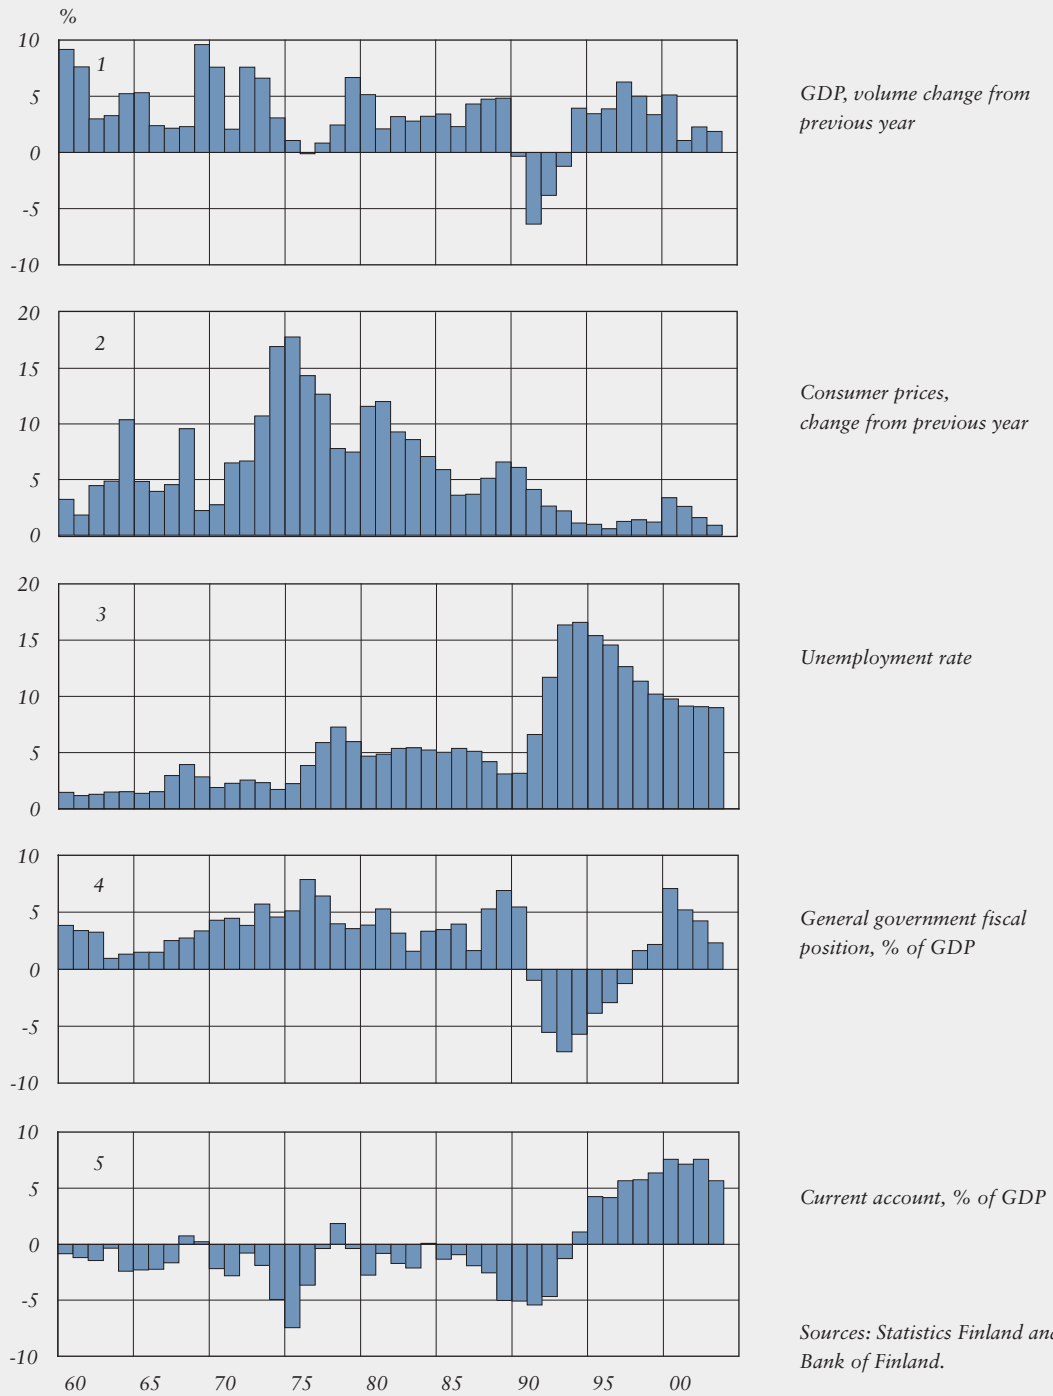 %
10
1
5
0
-5
-10
GDP, volume change from
previous year
20
2
15
10
5
0
Consumer prices,
change from previous year
20
3
15
10
5
0
Unemployment rate
10
4
5
0
-5
-10
General government fiscal
position, % of GDP
10
5
5
0
-5
-10
Current account, % of GDP
60 65 70 75 80 85 90 95 00
Sources: Statistics Finland and
Bank of Finland.